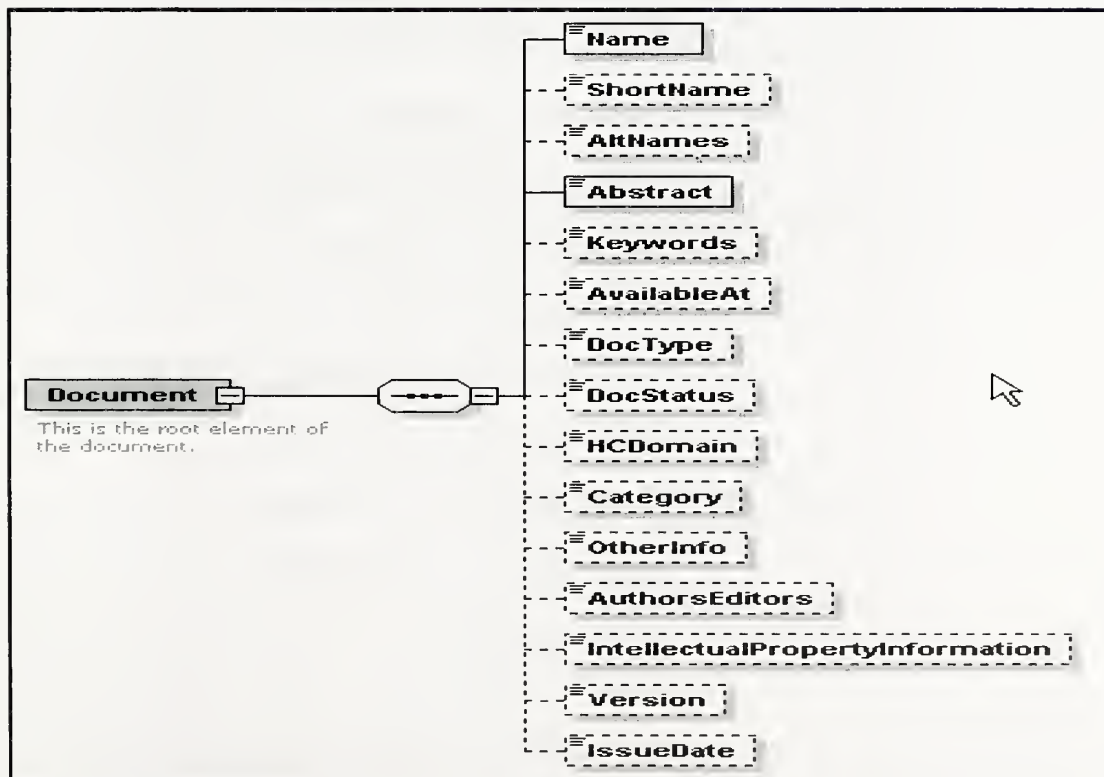 Name
ShortName
AltNames
Abstract
Keywords
AvailableAt
DocType
Document
DocStatus
This is the root element of
the document.
HCDomain
Category
OtherInfo
AuthorsEditors
IntellectualPropertyInformation
Version
IssueDate